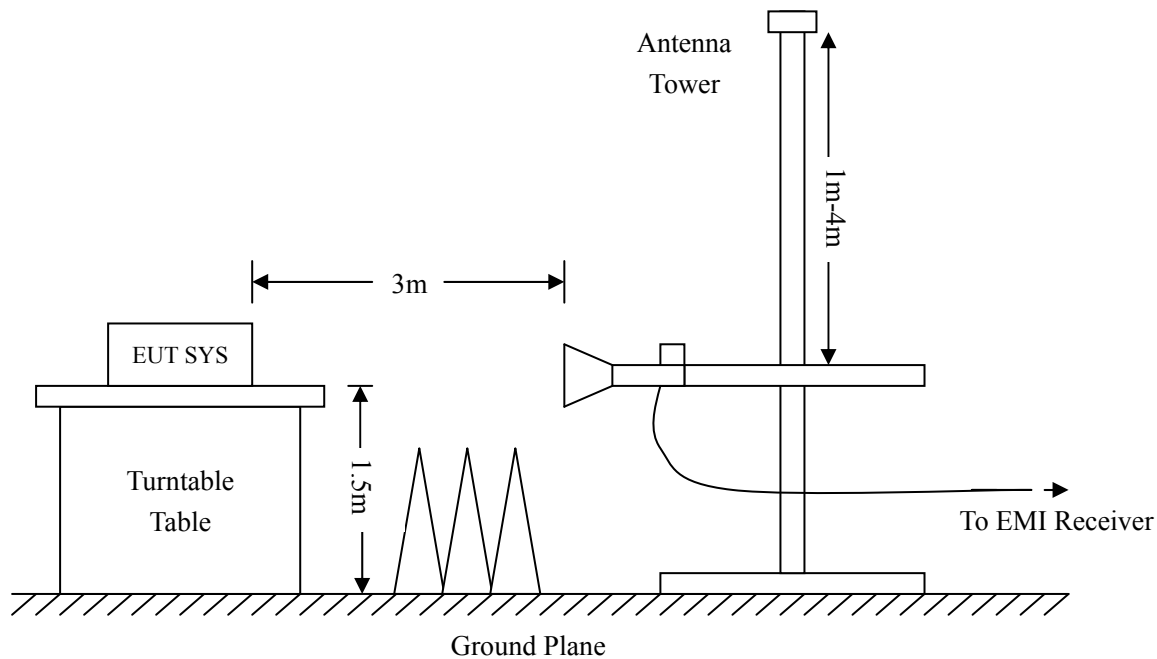 Antenna
Tower
1m-4m
3m
EUT SYS
1.5m
Turntable
Table
To EMI Receiver
Ground Plane